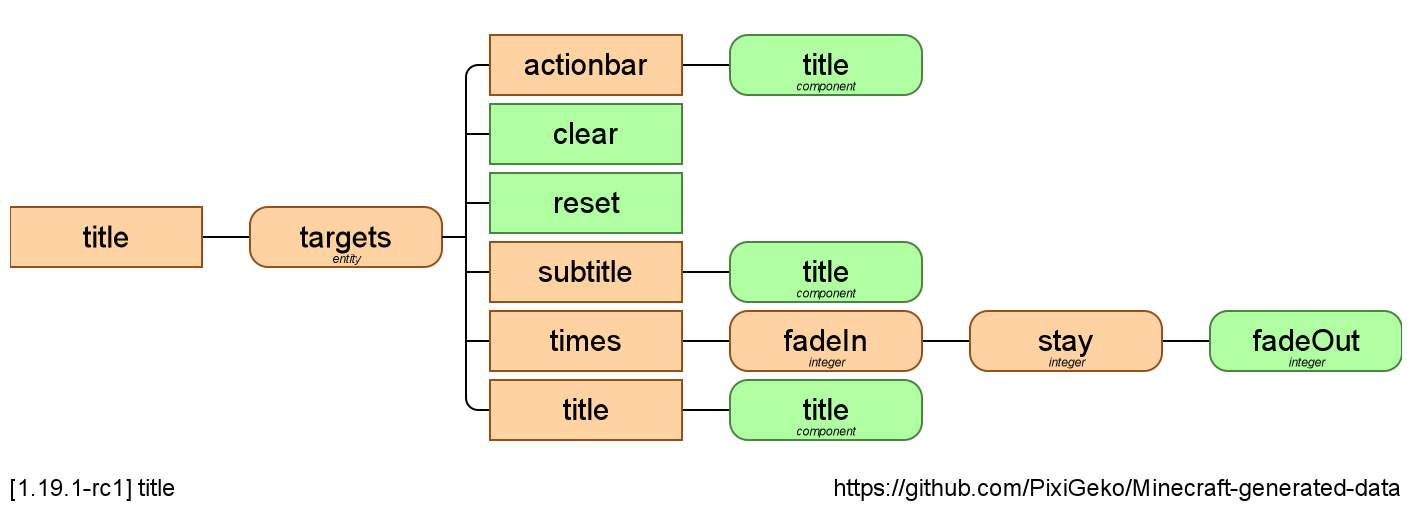 title
targets
entity
actionbar
title
component
clear
reset
subtitle
title
component
times
fadeIn
integer
stay
integer
fadeOut
integer
title
title
component
[1.19.1-rc1] title
https://github.com/PixiGeko/Minecraft-generated-data